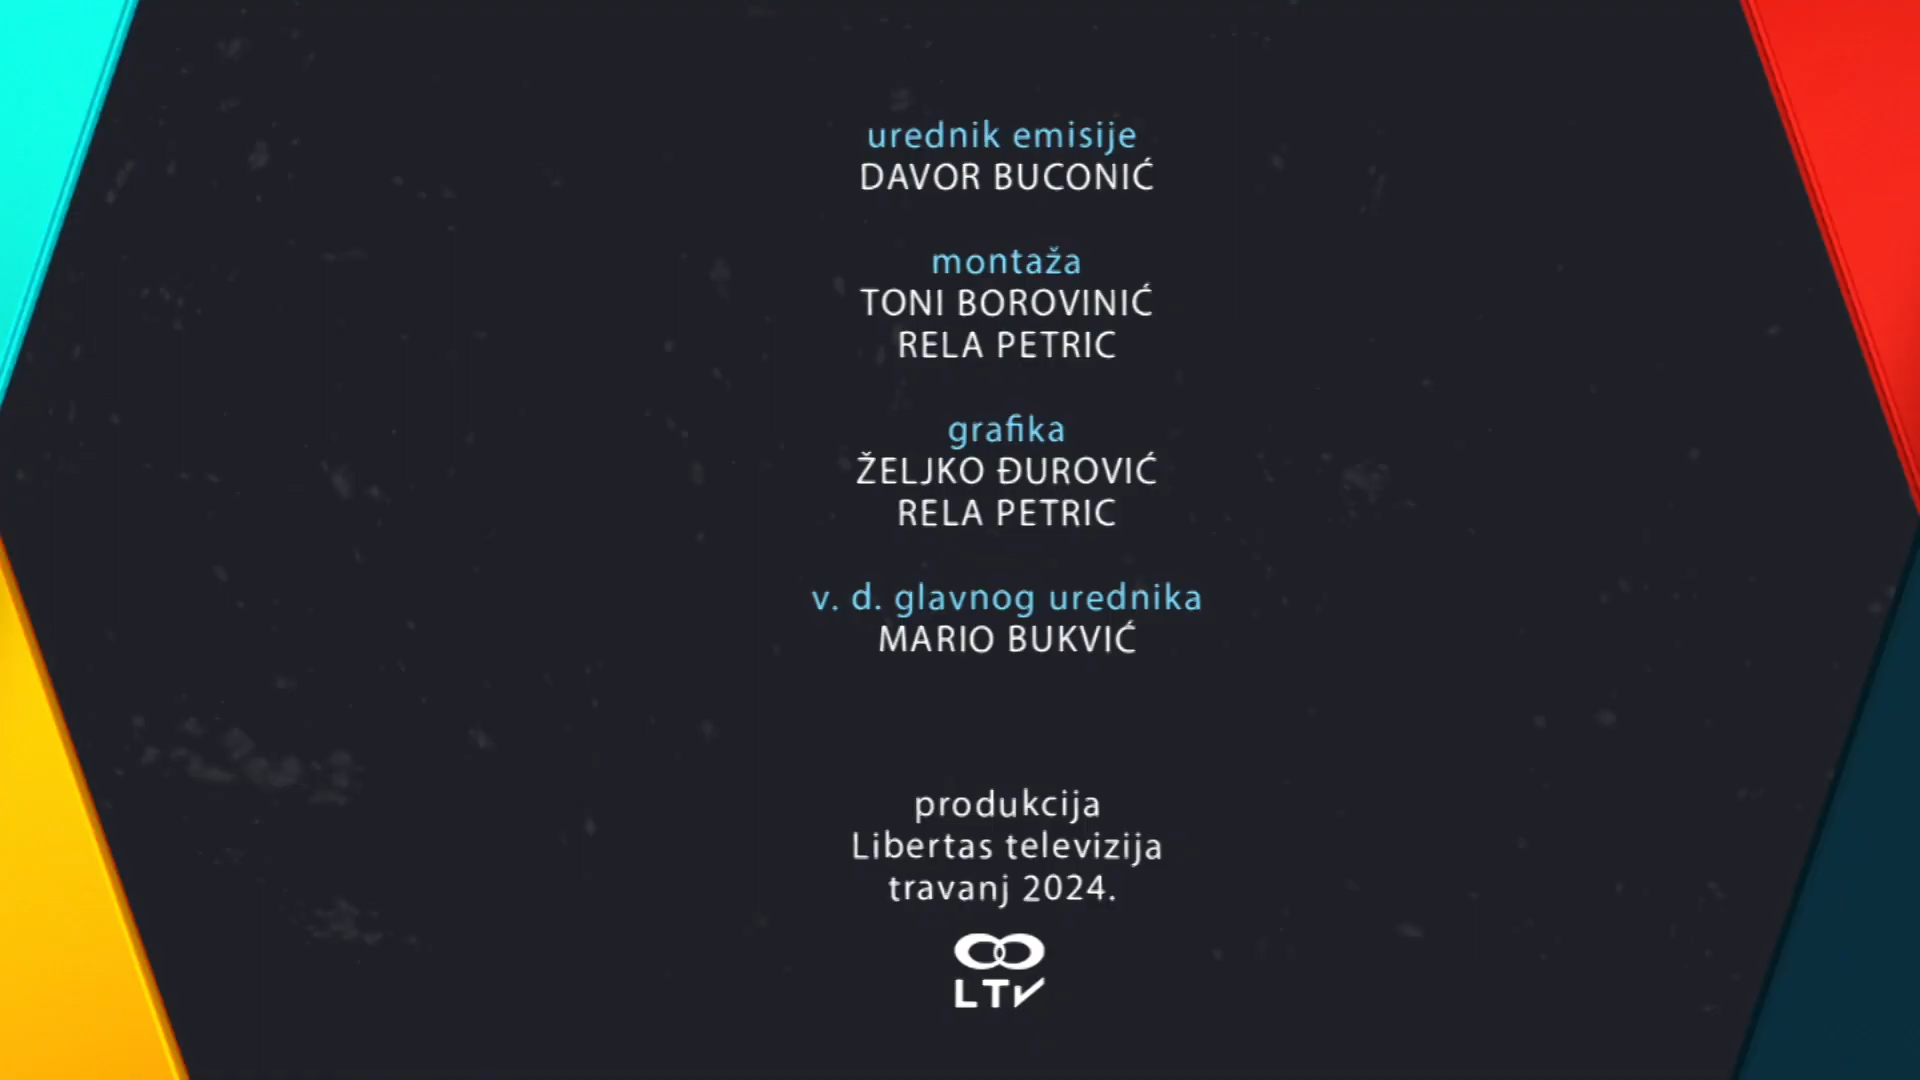 urednik emisije
DAVOR BUCONIĆ
montaža
TONI BOROVINIĆ
RELA PETRIC
grafika
ŽELJKO ĐUROVIĆ
RELA PETRIC
v. d. glavnog urednika
MARIO BUKVIĆ
produkcija
Libertas televizija
travanj 2024.
LTV